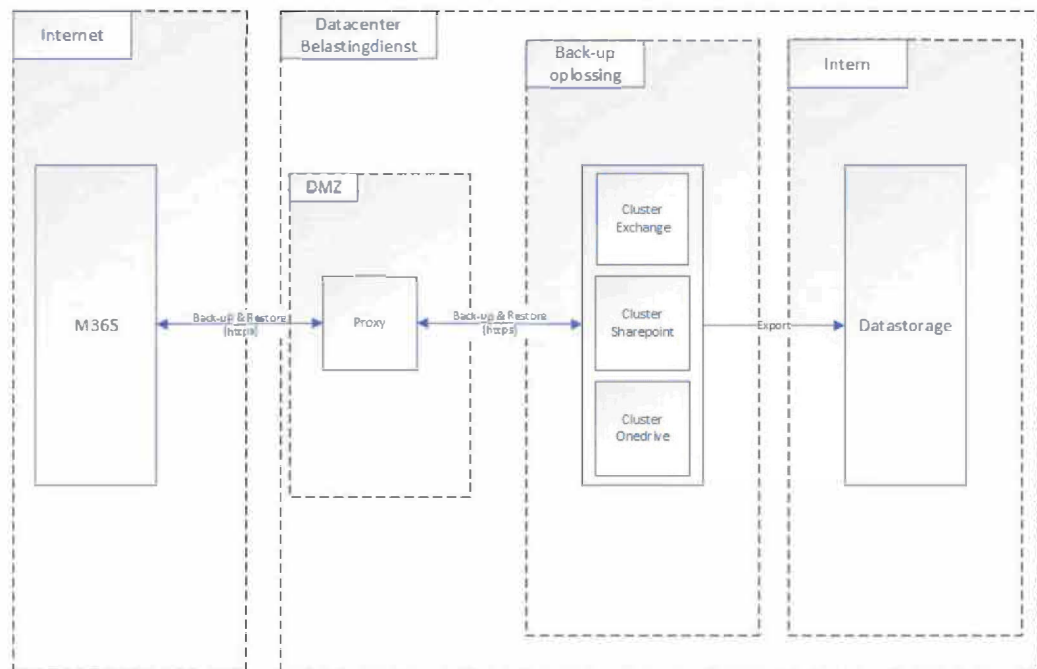 Internet
Datacenter
Belastingdienst
Back-up
oplossing
Intern
DMZ
Cluster
Exchange
M365
Back-up & Restore
(https)
Proxy
Back-up & Restore
(https)
Cluster
Sharepoint
Export
Datastorage
Cluster
Onedrive